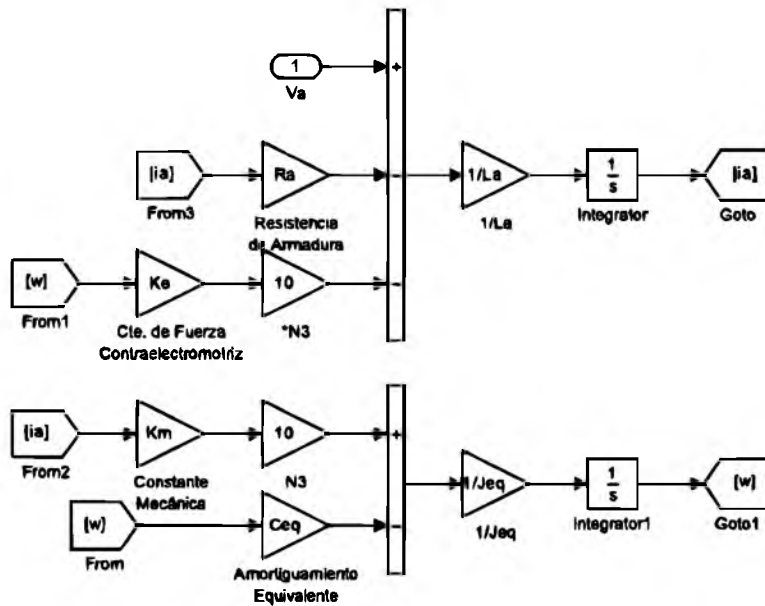 1
Va
+
[ia]
From3
Ra
Resistencia
de Armadura
-
1/La
1/La
1
s
Integrator
[ia]
Goto
[w]
From1
Ke
Cte. de Fuerza
Contraelectromotriz
10
*N3
-
[ia]
From2
Km
Constante
Mecânica
10
N3
+
[w]
From
Ceq
Amortiguamiento
Equivalente
-
1/Jeq
1/Jeq
1
s
Integrator1
[w]
Goto1